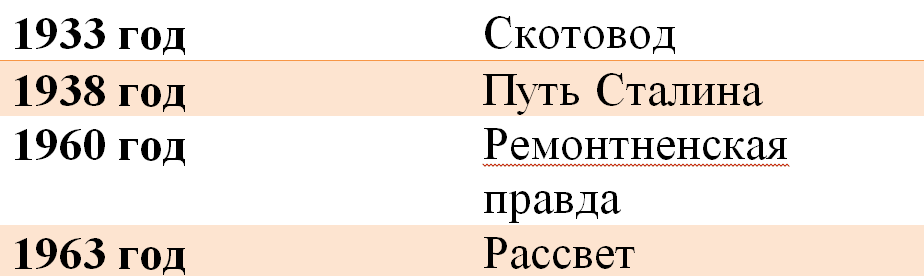 1933 год Скотовод
1938 год Путь Сталина
1960 год Ремонтненская
правда
1963 год Рассвет